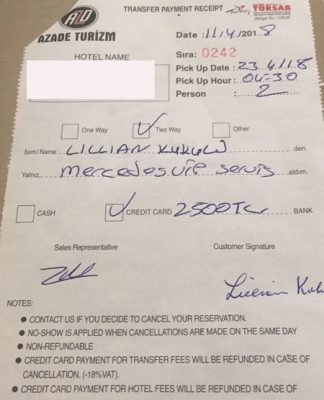 TRANSFER PAYMENT RECEIPT
TÜRSAB
AZADE TURİZM
Date : 11/4/2018
HOTEL NAME
Sıra: 0242
Pick Up Date : 23.4.118
Pick Up Hour : 04.30
Person 2
One Way Two Way Other
İsim/Name : LILLIAN den
Yalnız, mercedes vip servis aldım.
CASH CREDIT CARD 2500TL BANK
Sales Representative Customer Signature
NOTES:
● CONTACT US IF YOU DECIDE TO CANCEL YOUR RESERVATION.
● NO-SHOW IS APPLIED WHEN CANCELLATIONS ARE MADE ON THE SAME DAY
● NON-REFUNDABLE
● CREDIT CARD PAYMENT FOR TRANSFER FEES WILL BE REFUNDED IN CASE OF
CANCELLATION. (-18%VAT).
● CREDIT CARD PAYMENT FOR HOTEL FEES WILL BE REFUNDED IN CASE OF